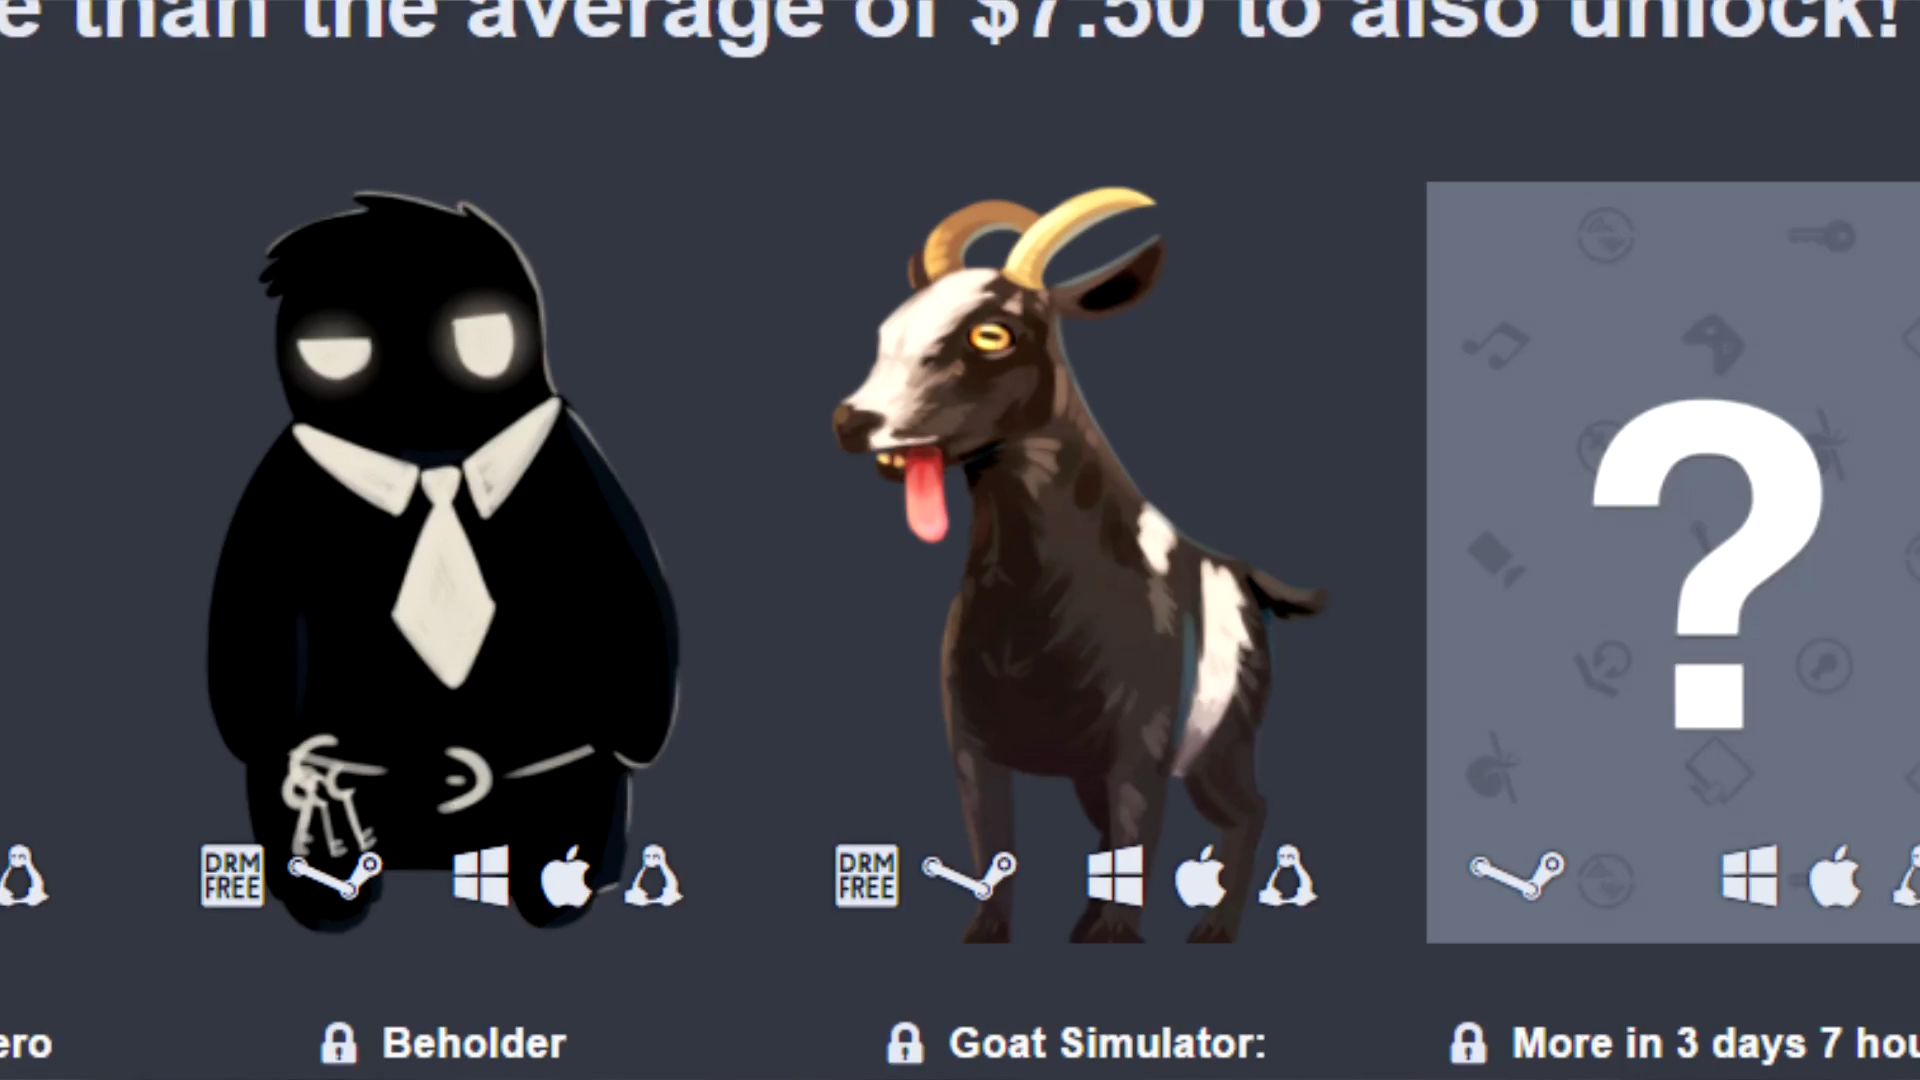 e than the average of $7.50 to also unlock!
DRM FREE
DRM FREE
ero
Beholder
Goat Simulator:
More in 3 days 7 hou